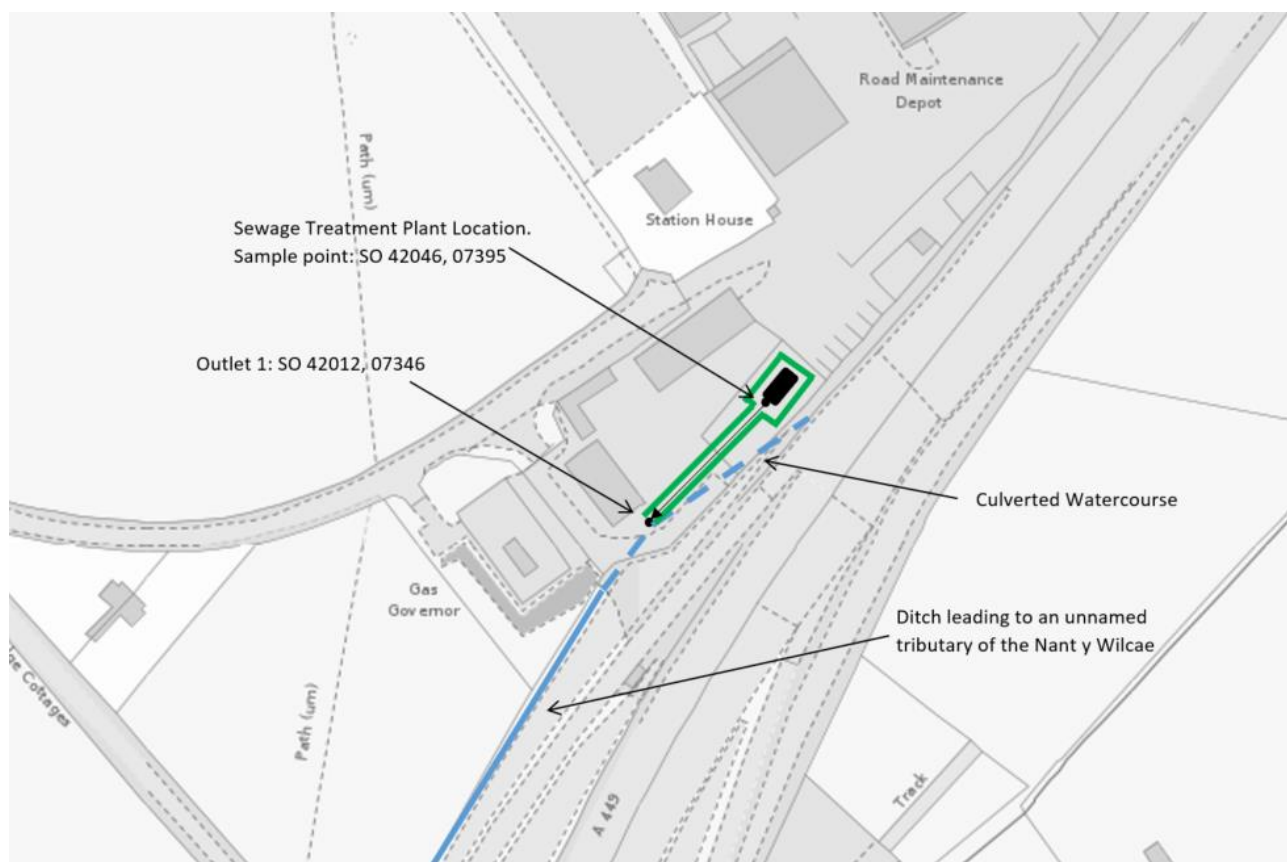 Road Maintenance
Depot
Path (um)
Station House
Sewage Treatment Plant Location.
Sample point: SO 42046, 07395
Outlet 1: SO 42012, 07346
Culverted Watercourse
Gas
Governor
Ditch leading to an unnamed
tributary of the Nant y Wilcae
Cottages
Path (um)
A 449
Track